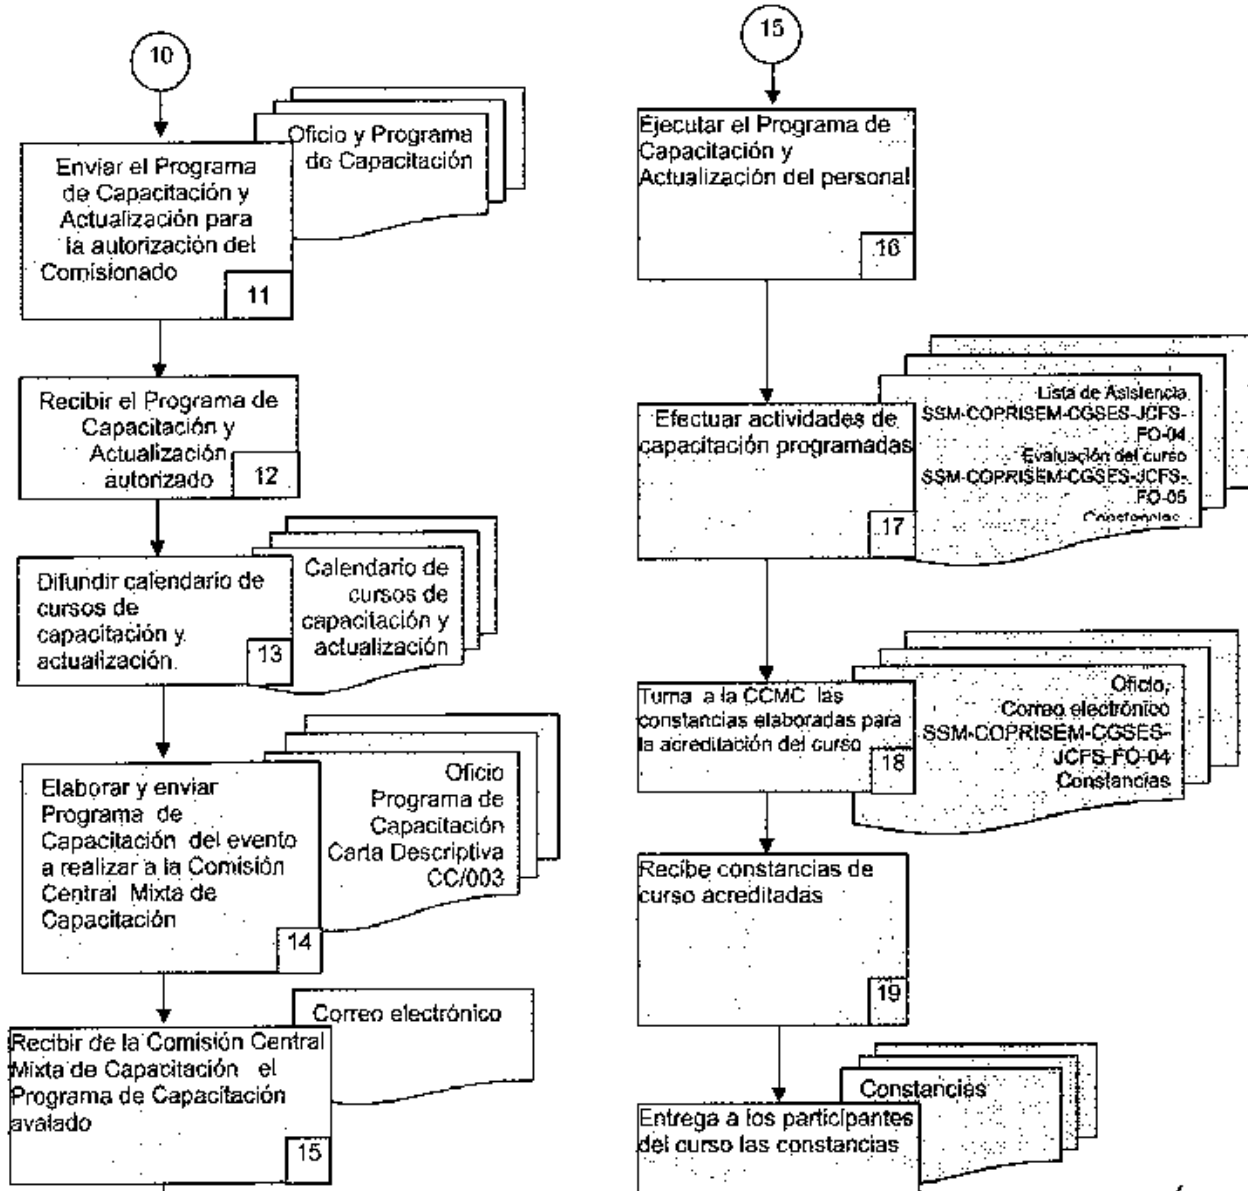 10
Oficio y Programa
de Capacitación
Enviar el Programa
de Capacitación y
Actualización para
la autorización del
Comisionado
11
Recibir el Programa de
Capacitación y
Actualización
autorizado
12
Calendario de
cursos de
capacitación y
actualización
Difundir calendario de
cursos de
capacitación y
actualización.
13
Oficio
Programa de
Capacitación
Carta Descriptiva
CC/003
Elaborar y enviar
Programa de
Capacitación del evento
a realizar a la Comisión
Central Mixta de
Capacitación
14
Correo electrónico
Recibir de la Comisión Central
Mixta de Capacitación el
Programa de Capacitación
avalado
15
15
Ejecutar el Programa de
Capacitación y
Actualización del personal
16
Lista de Asistencia
SSM-COPRISEM-CGSES-JCFS-
FO-04
Evaluación del curso
SSM-COPRISEM-CGSES-JCFS-
FO-05
Constancias
Efectuar actividades de
capacitación programadas
17
Oficio,
Correo electrónico
SSM-COPRISEM-CGSES-
JCFS-FO-04
Constancias
Turna a la CCMC las
constancias elaboradas para
la acreditación del curso
18
Recibe constancias de
curso acreditadas
19
Constancias
Entrega a los participantes
del curso las constancias